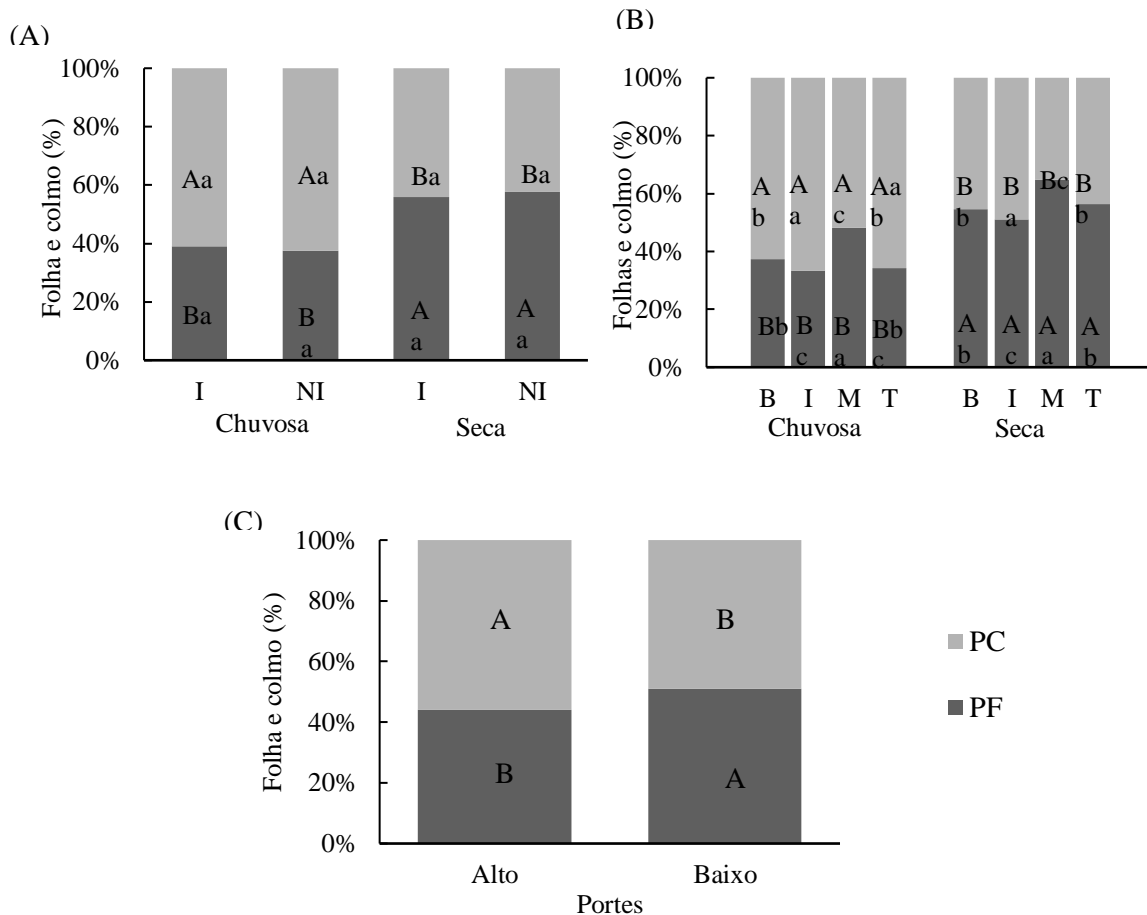 (A)
Folha e colmo (%)
100%
80%
60%
40%
20%
0%
Aa
Aa
Ba
Ba
Ba
B
a
A
a
A
a
I
NI
I
NI
Chuvosa
Seca
(B)
Folhas e colmo (%)
100%
80%
60%
40%
20%
0%
A
b
A
a
A
c
Aa
b
B
b
B
a
Bc
B
b
Bb
B
c
B
a
Bb
c
A
b
A
c
A
a
A
b
B
I
M
T
B
I
M
T
Chuvosa
Seca
(C)
Folha e colmo (%)
100%
80%
60%
40%
20%
0%
A
B
B
A
Alto
Baixo
Portes
PC
PF